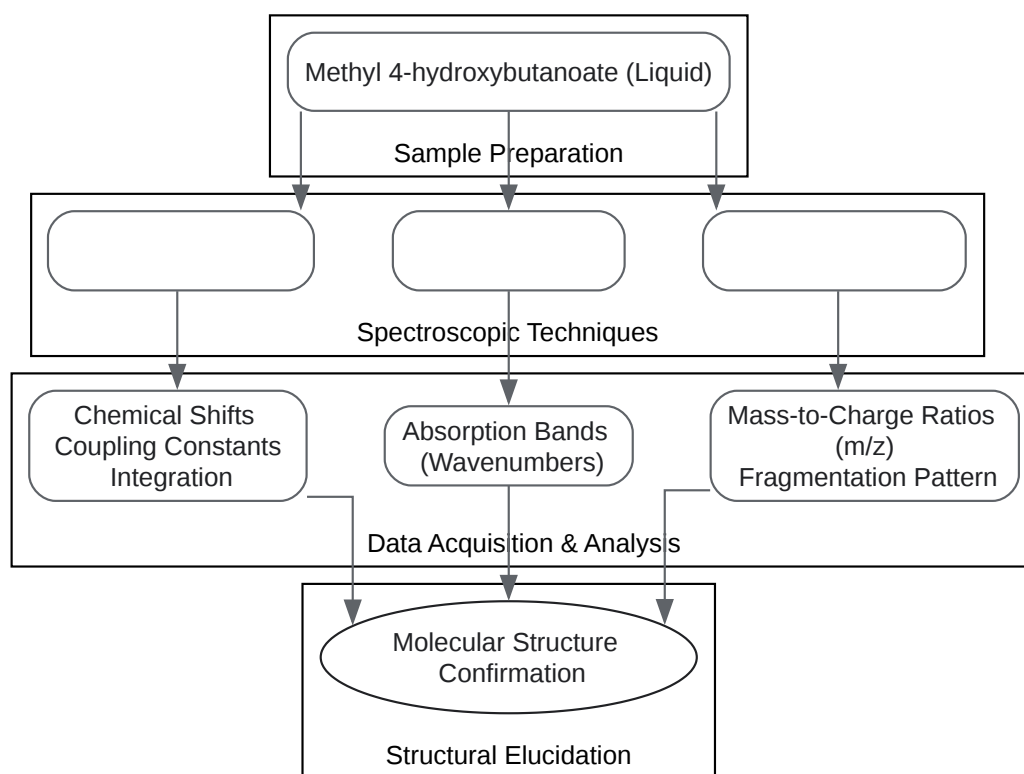 Methyl 4-hydroxybutanoate (Liquid)
Sample Preparation
Spectroscopic Techniques
Chemical Shifts
Coupling Constants
Integration
Absorption Bands
(Wavenumbers)
Mass-to-Charge Ratios
(m/z)
Fragmentation Pattern
Data Acquisition & Analysis
Molecular Structure
Confirmation
Structural Elucidation